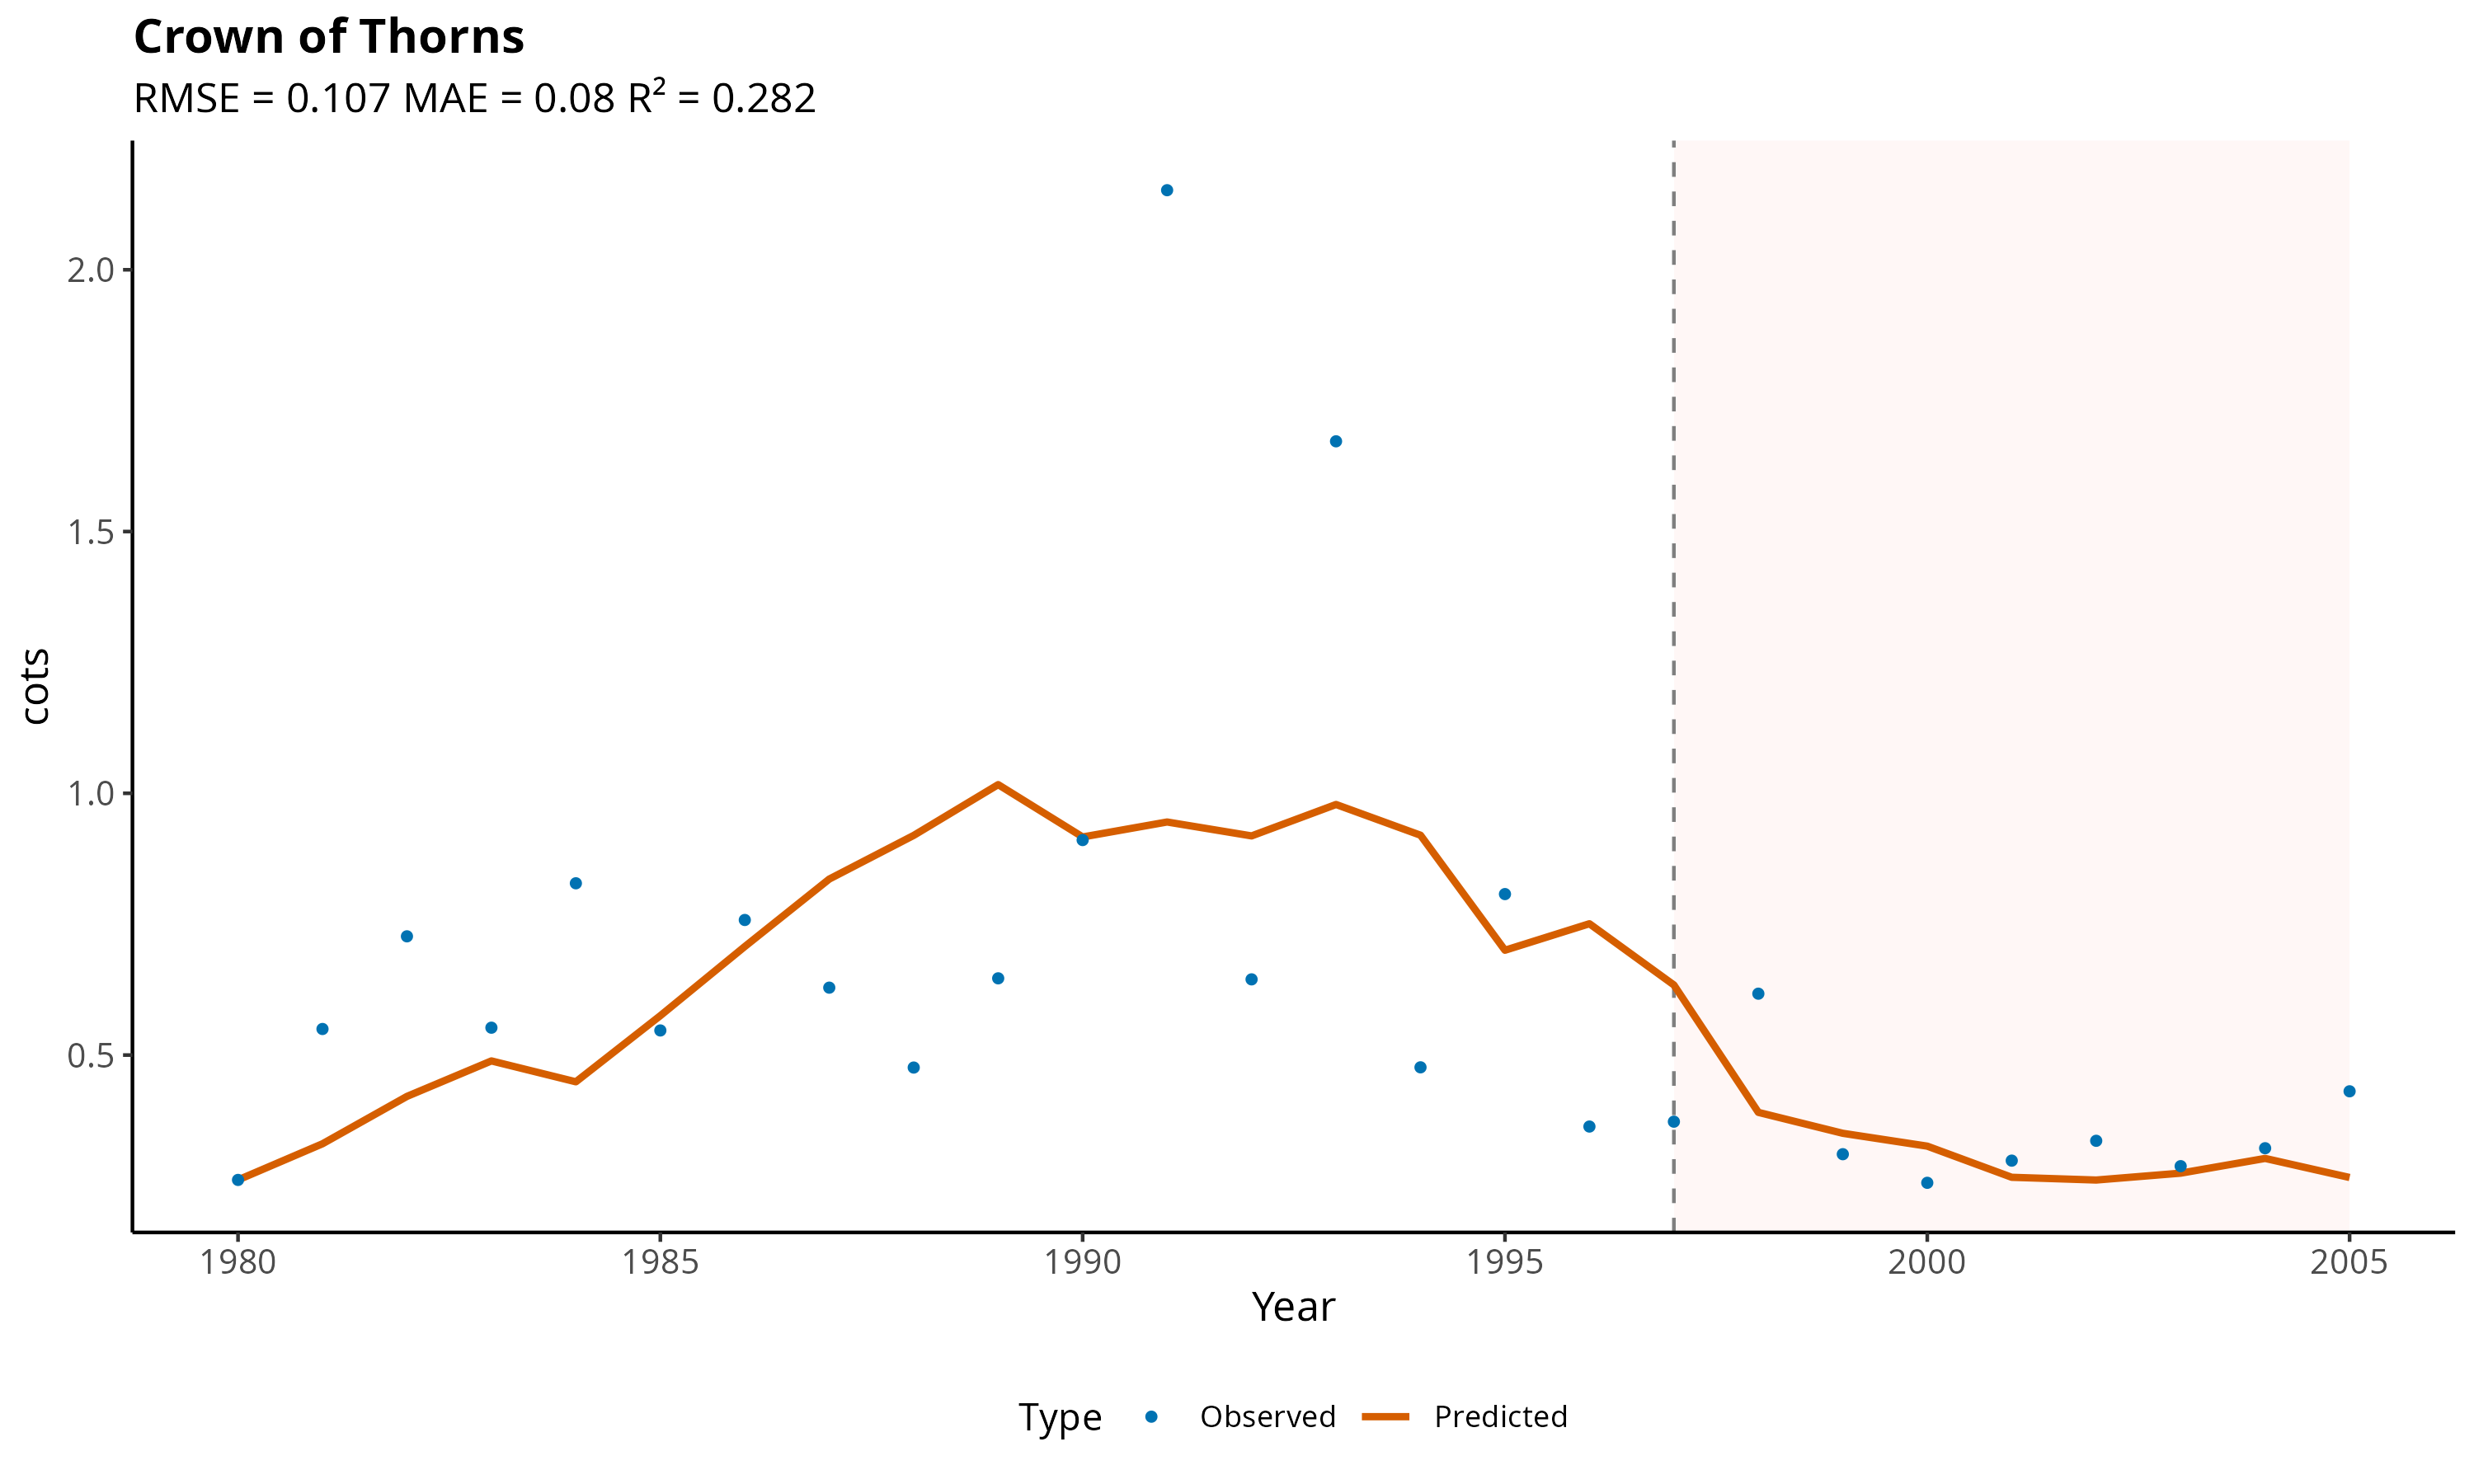 Crown of Thorns
RMSE = 0.107 MAE = 0.08 R² = 0.282
2.0
1.5
1.0
0.5
cots
1980 1985 1990 1995 2000 2005
Year
Type Observed Predicted